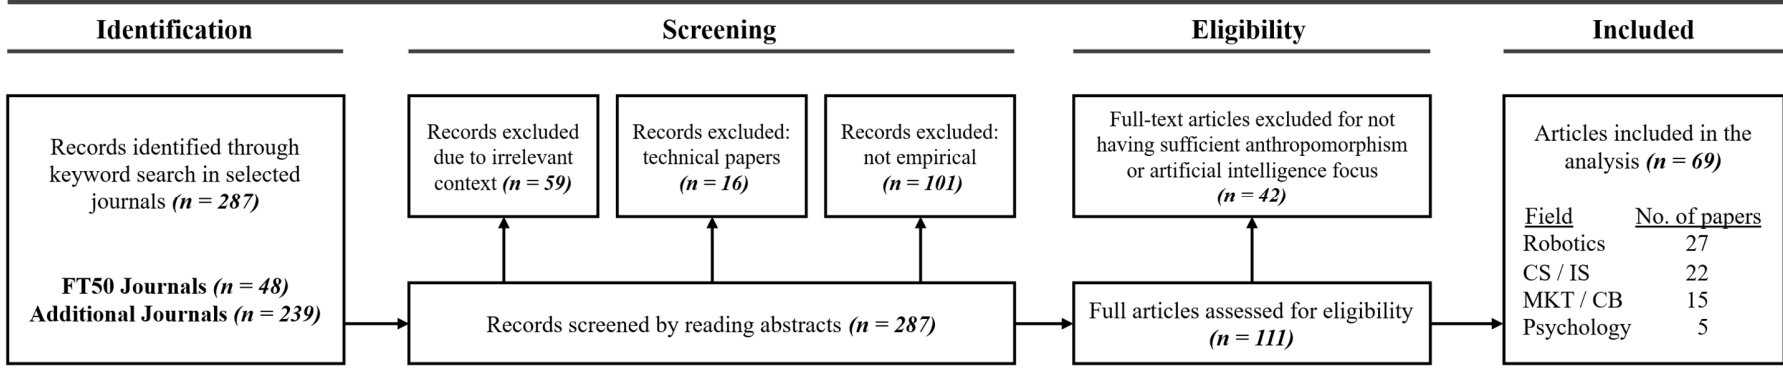 Identification
Screening
Eligibility
Included
Records identified through
keyword search in selected
journals (n = 287)
FT50 Journals (n = 48)
Additional Journals (n = 239)
Records excluded
due to irrelevant
context (n = 59)
Records excluded:
technical papers
(n = 16)
Records excluded:
not empirical
(n = 101)
Records screened by reading abstracts (n = 287)
Full-text articles excluded for not
having sufficient anthropomorphism
or artificial intelligence focus
(n = 42)
Full articles assessed for eligibility
(n = 111)
Articles included in the
analysis (n = 69)
Field No. of papers
Robotics 27
CS / IS 22
MKT / CB 15
Psychology 5